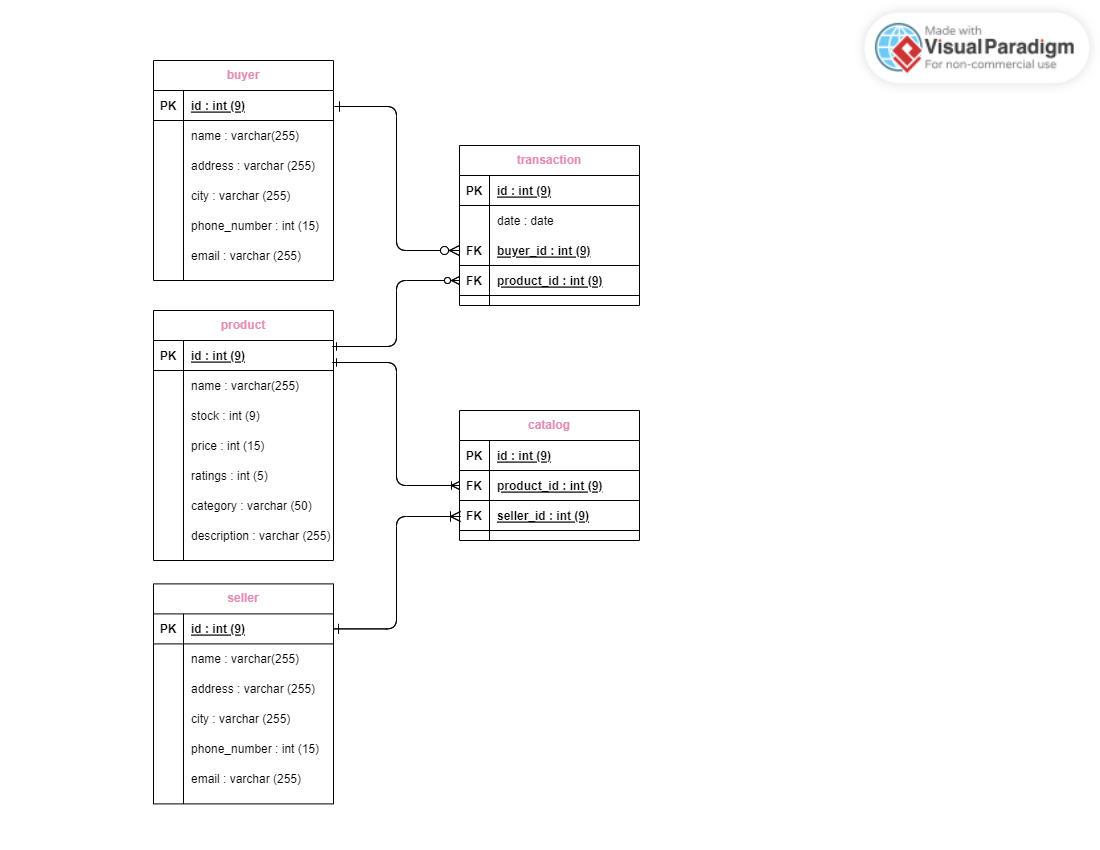 Made with
Visual Paradigm
For non-commercial use
buyer
PK id : int (9)
name : varchar(255)
address : varchar (255)
city : varchar (255)
phone_number : int (15)
email : varchar (255)
transaction
PK id : int (9)
date : date
FK buyer_id : int (9)
FK product_id : int (9)
product
PK id : int (9)
name : varchar(255)
stock : int (9)
price : int (15)
ratings : int (5)
category : varchar (50)
description : varchar (255)
catalog
PK id : int (9)
FK product_id : int (9)
FK seller_id : int (9)
seller
PK id : int (9)
name : varchar(255)
address : varchar (255)
city : varchar (255)
phone_number : int (15)
email : varchar (255)